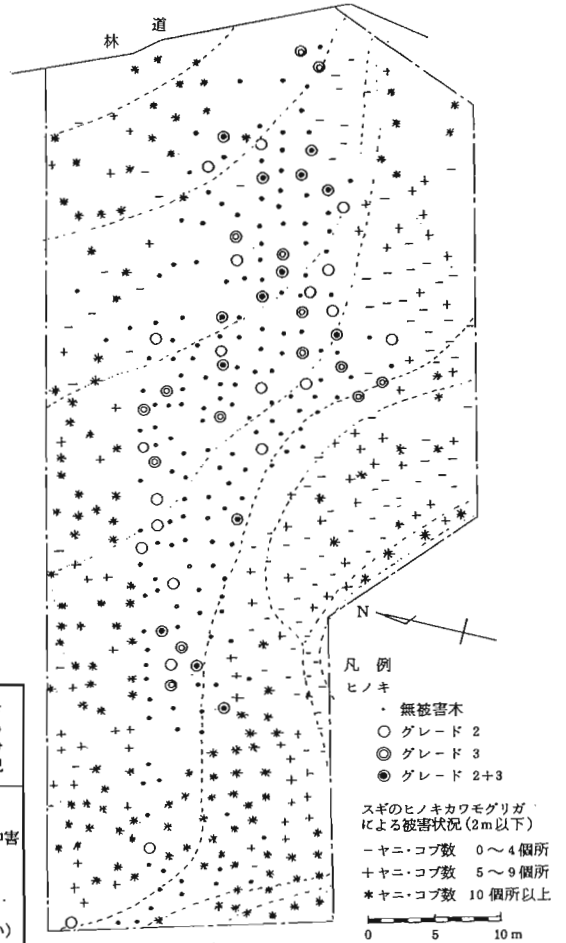 林道
N
凡例
ヒノキ
・ 無被害木
○ グレード 2
◎ グレード 3
◉ グレード 2+3
スギのヒノキカワモグリガ
による被害状況(2m以下)
− ヤニ・コブ数 0〜4個所
+ ヤニ・コブ数 5〜9個所
* ヤニ・コブ数 10個所以上
0 5 10m